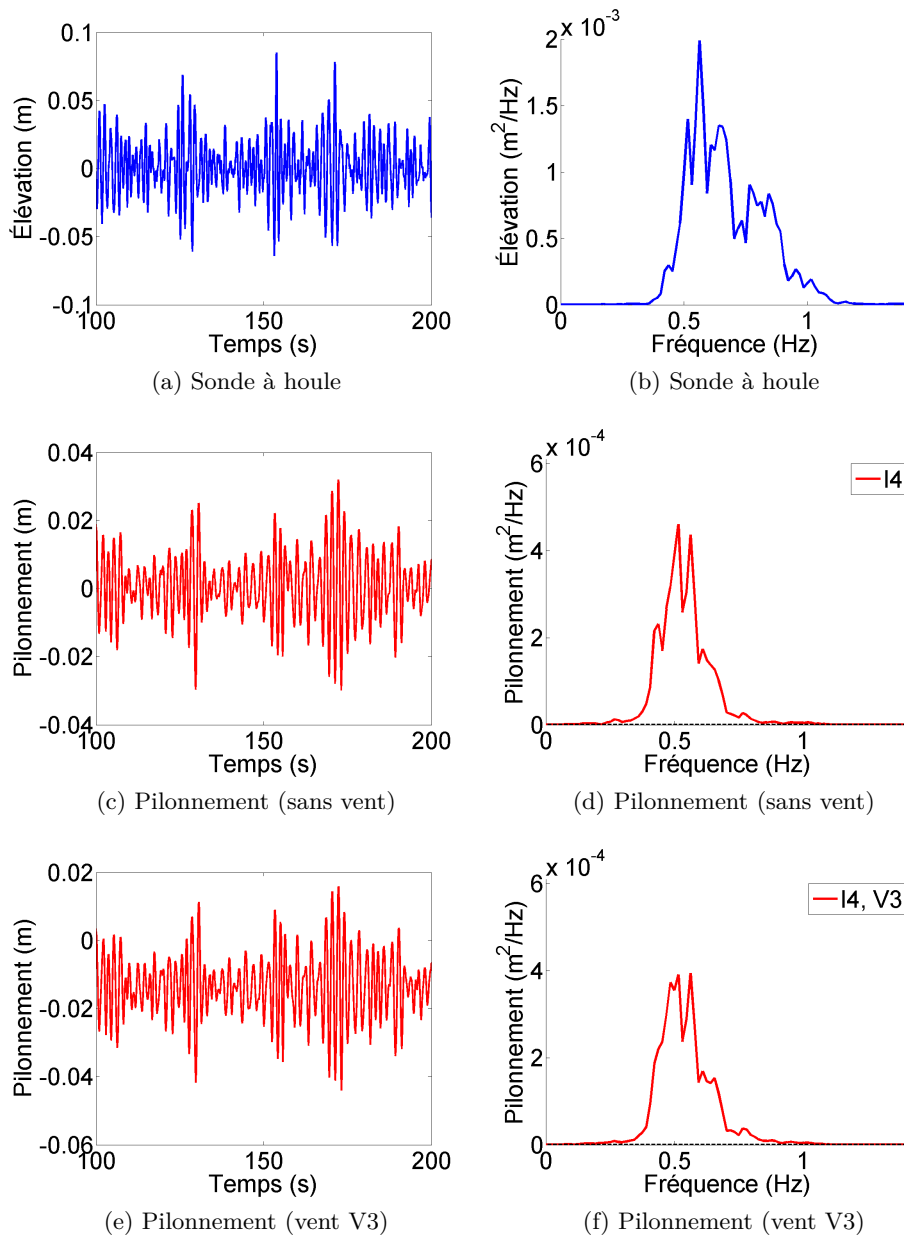 0.1
0.05
0
-0.05
-0.1
100
150
200
Élévation (m)
Temps (s)
(a) Sonde à houle
x 10⁻³
2
1.5
1
0.5
0
0
0.5
1
Élévation (m²/Hz)
Fréquence (Hz)
(b) Sonde à houle
0.04
0.02
0
-0.02
-0.04
100
150
200
Pilonnement (m)
Temps (s)
(c) Pilonnement (sans vent)
x 10⁻⁴
6
4
2
0
0
0.5
1
Pilonnement (m²/Hz)
Fréquence (Hz)
I4
(d) Pilonnement (sans vent)
0.02
0
-0.02
-0.04
-0.06
100
150
200
Pilonnement (m)
Temps (s)
(e) Pilonnement (vent V3)
x 10⁻⁴
6
4
2
0
0
0.5
1
Pilonnement (m²/Hz)
Fréquence (Hz)
I4, V3
(f) Pilonnement (vent V3)